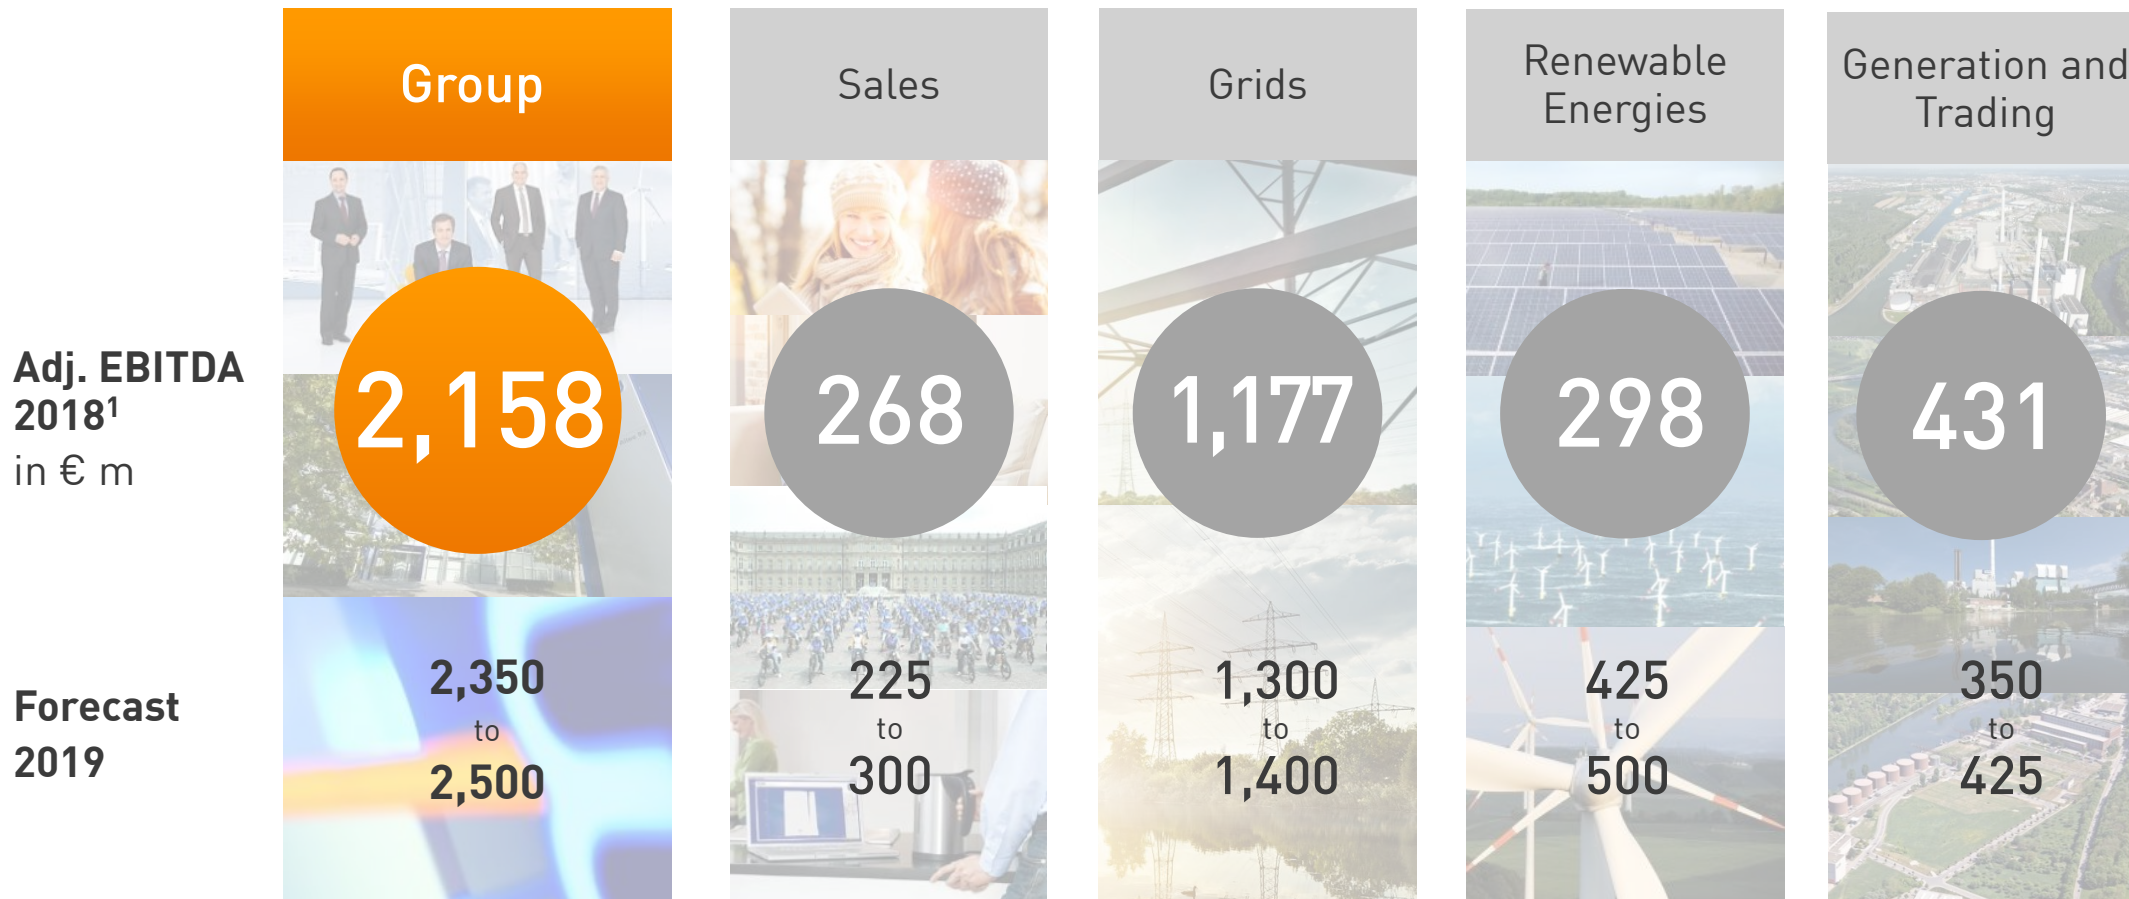 Group
Sales
Grids
Renewable
Energies
Generation and
Trading
Adj. EBITDA
2018¹
in € m
2,158
268
1,177
298
431
Forecast
2019
2,350
to
2,500
225
to
300
1,300
to
1,400
425
to
500
350
to
425